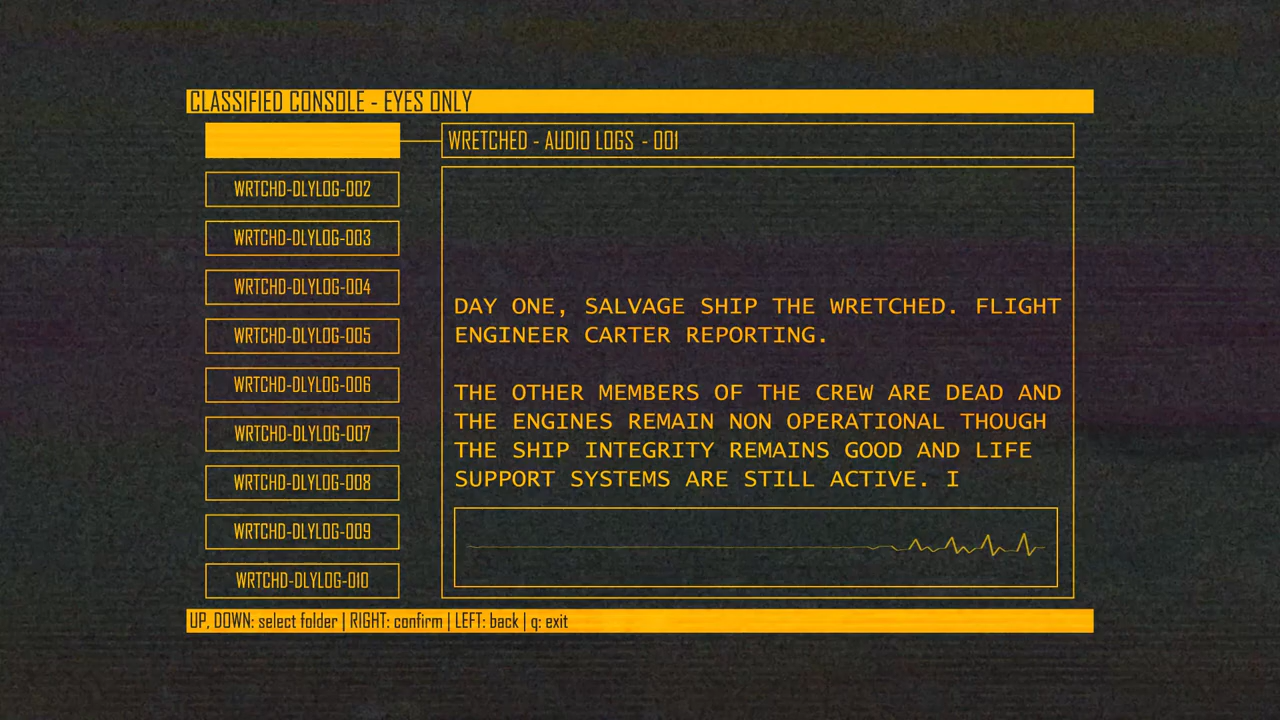 CLASSIFIED CONSOLE - EYES ONLY
WRETCHED - AUDIO LOGS - 001
WRTCHD-DLYLOG-002
WRTCHD-DLYLOG-003
WRTCHD-DLYLOG-004
WRTCHD-DLYLOG-005
WRTCHD-DLYLOG-006
WRTCHD-DLYLOG-007
WRTCHD-DLYLOG-008
WRTCHD-DLYLOG-009
WRTCHD-DLYLOG-010
DAY ONE, SALVAGE SHIP THE WRETCHED. FLIGHT
ENGINEER CARTER REPORTING.
THE OTHER MEMBERS OF THE CREW ARE DEAD AND
THE ENGINES REMAIN NON OPERATIONAL THOUGH
THE SHIP INTEGRITY REMAINS GOOD AND LIFE
SUPPORT SYSTEMS ARE STILL ACTIVE. I
UP, DOWN: select folder | RIGHT: confirm | LEFT: back | q: exit